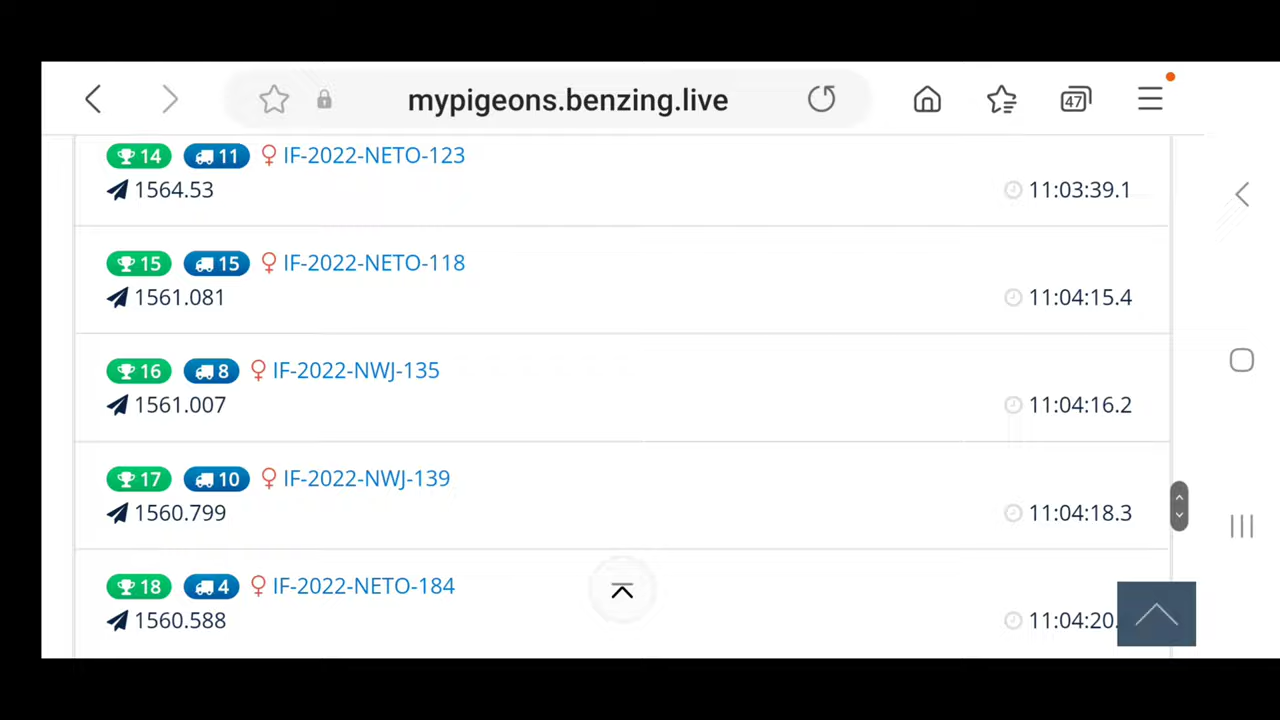 mypigeons.benzing.live
47
14 11 IF-2022-NETO-123
1564.53 11:03:39.1
15 15 IF-2022-NETO-118
1561.081 11:04:15.4
16 8 IF-2022-NWJ-135
1561.007 11:04:16.2
17 10 IF-2022-NWJ-139
1560.799 11:04:18.3
18 4 IF-2022-NETO-184
1560.588 11:04:20.